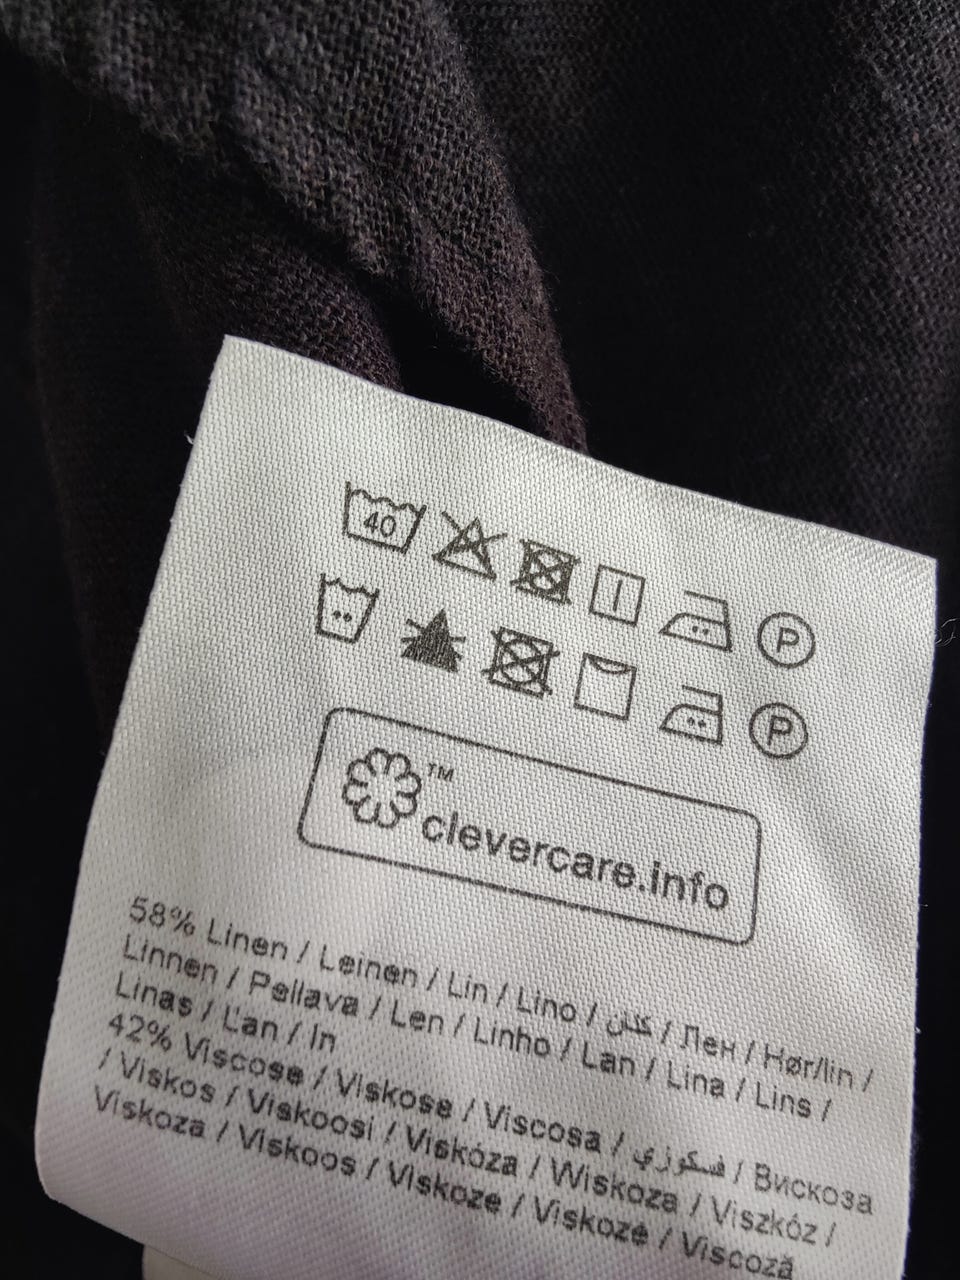 40
P
P
™
clevercare.info
58% Linen / Leinen / Lin / Lino / كتان / Лен / Hør/lin /
Linnen / Pellava / Len / Linho / Lan / Lina / Lins /
Linas / Ľan / In
42% Viscose / Viskose / Viscosa / فسكوزي / Вискоза
/ Viskos / Viskoosi / Viskóza / Wiskoza / Viszkóz /
Viskoza / Viskoos / Viskoze / Viskozė / Viscoză